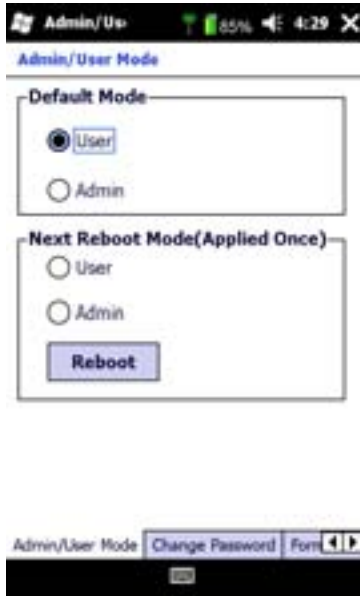 Admin/Us
85%
4:29
Admin/User Mode
Default Mode
User
Admin
Next Reboot Mode(Applied Once)
User
Admin
Reboot
Admin/User Mode Change Password Form